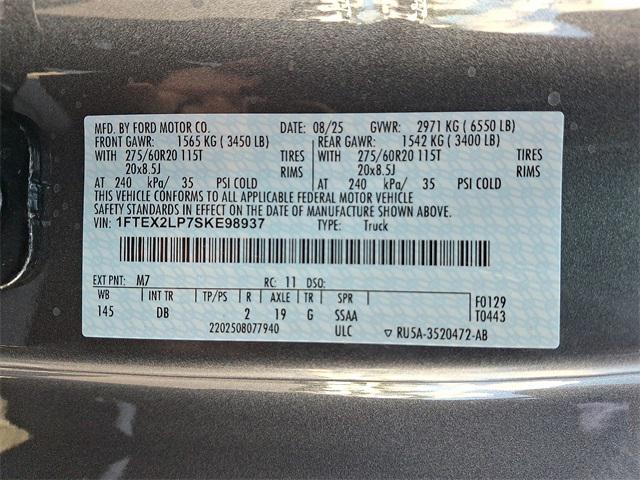 MFD. BY FORD MOTOR CO. DATE: 08/25 GVWR: 2971 KG ( 6550 LB)
FRONT GAWR: 1565 KG ( 3450 LB) REAR GAWR: 1542 KG ( 3400 LB)
WITH 275/60R20 115T TIRES WITH 275/60R20 115T TIRES
20x8.5J RIMS 20x8.5J RIMS
AT 240 kPa/ 35 PSI COLD AT 240 kPa/ 35 PSI COLD
THIS VEHICLE CONFORMS TO ALL APPLICABLE FEDERAL MOTOR VEHICLE
SAFETY STANDARDS IN EFFECT ON THE DATE OF MANUFACTURE SHOWN ABOVE.
VIN: 1FTEX2LP7SKE98937 TYPE: Truck
EXT PNT: M7 RC: 11 DSO:
WB INT TR TP/PS R AXLE TR SPR F0129
145 DB 2 19 G SSAA T0443
2202508077940 ULC ▽ RU5A-3520472-AB